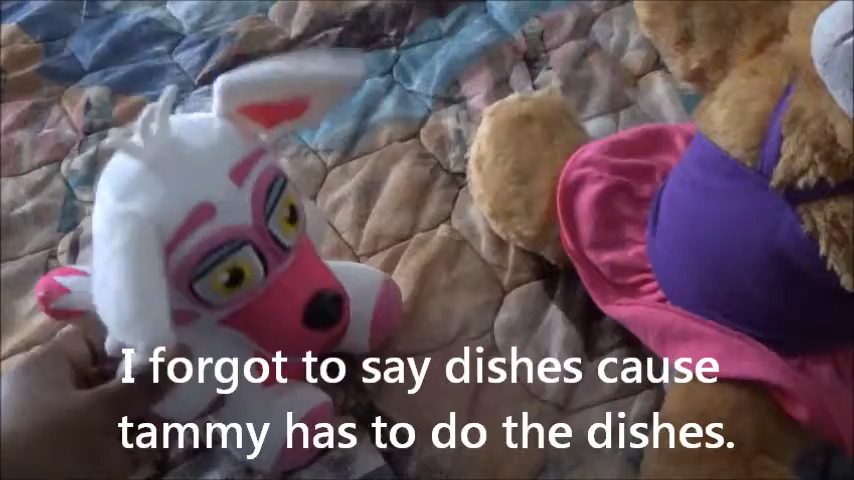 I forgot to say dishes cause
tammy has to do the dishes.